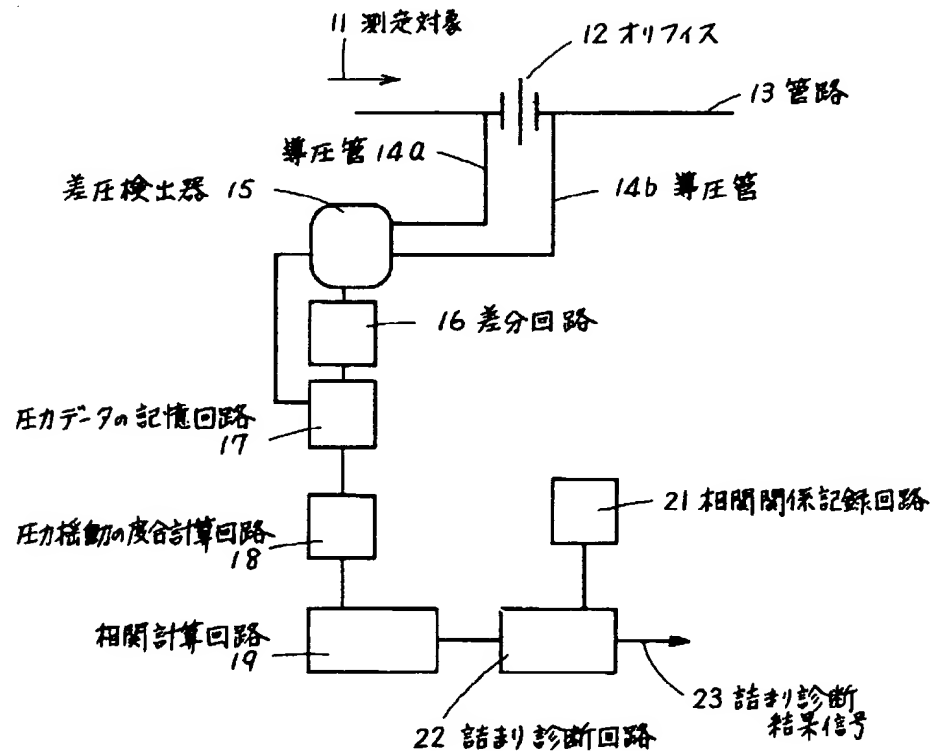 11 測定対象
12 オリフィス
13 管路
導圧管 14a
差圧検出器 15
14b 導圧管
16 差分回路
圧力データの記憶回路
17
21 相関関係記録回路
圧力揺動の度合計算回路
18
相関計算回路
19
22 詰まり診断回路
23 詰まり診断
結果信号